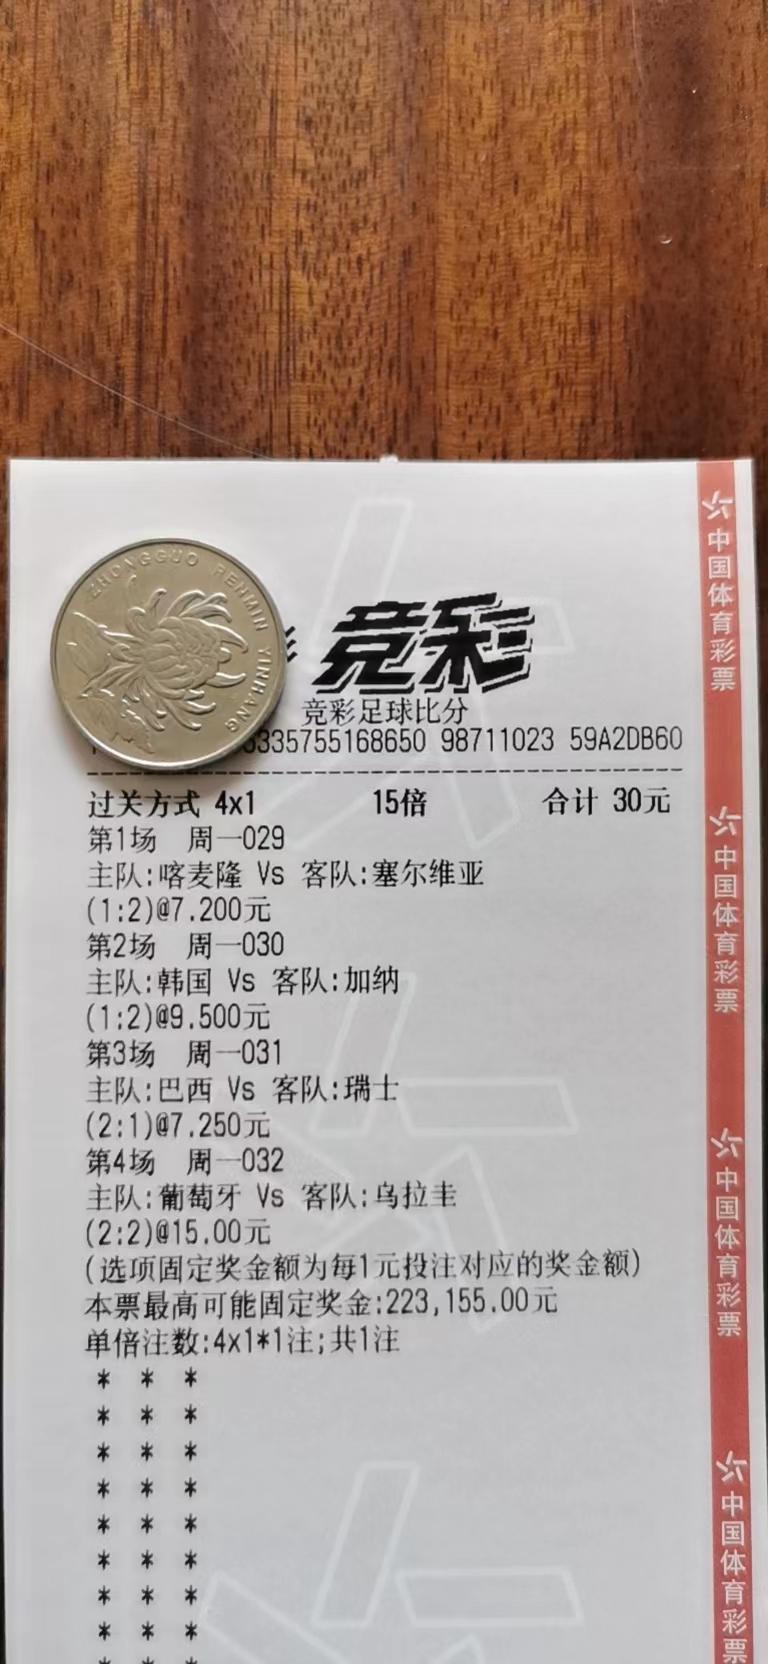 ZHONGGUO RENMIN YINHANG
竞彩
竞彩足球比分
335755168650 98711023 59A2DB60
过关方式 4x1 15倍 合计 30元
第1场 周一029
主队:喀麦隆 Vs 客队:塞尔维亚
(1:2)@7.200元
第2场 周一030
主队:韩国 Vs 客队:加纳
(1:2)@9.500元
第3场 周一031
主队:巴西 Vs 客队:瑞士
(2:1)@7.250元
第4场 周一032
主队:葡萄牙 Vs 客队:乌拉圭
(2:2)@15.00元
(选项固定奖金额为每1元投注对应的奖金额)
本票最高可能固定奖金:223,155.00元
单倍注数:4x1*1注;共1注
* * *
* * *
* * *
* * *
* * *
* * *
* * *
* * *
* * *
中国体育彩票
中国体育彩票
中国体育彩票
中国体育彩票